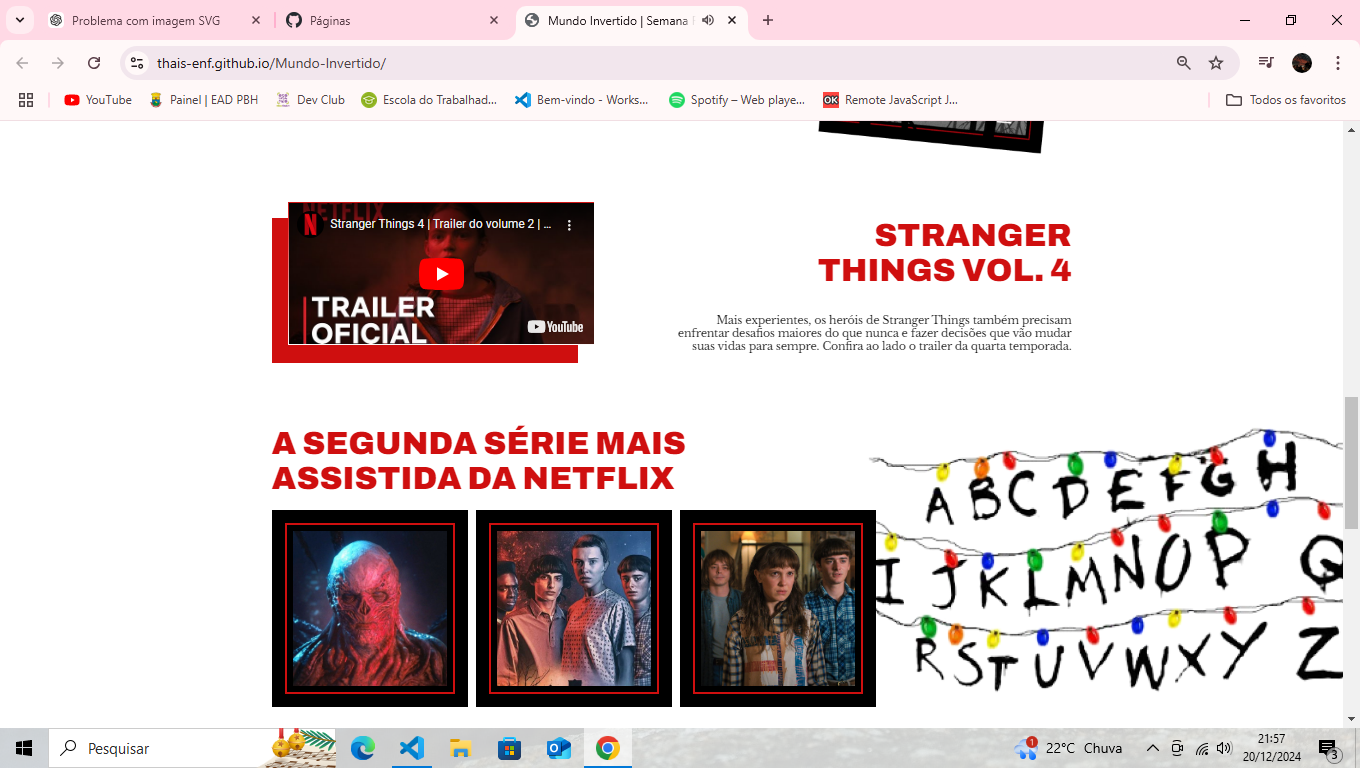 Problema com imagem SVG
Páginas
Mundo Invertido | Semana
thais-enf.github.io/Mundo-Invertido/
YouTube
Painel | EAD PBH
Dev Club
Escola do Trabalhad...
Bem-vindo - Works...
Spotify – Web playe...
OK
Remote JavaScript J...
Todos os favoritos
NETFLIX
N
Stranger Things 4 | Trailer do volume 2 | ...
TRAILER
OFICIAL
YouTube
STRANGER
THINGS VOL. 4
Mais experientes, os heróis de Stranger Things também precisam
enfrentar desafios maiores do que nunca e fazer decisões que vão mudar
suas vidas para sempre. Confira ao lado o trailer da quarta temporada.
A SEGUNDA SÉRIE MAIS
ASSISTIDA DA NETFLIX
A B C D E F G H
I J K L M N O P Q
R S T U V W X Y Z
Pesquisar
1
22°C Chuva
21:57
20/12/2024
3